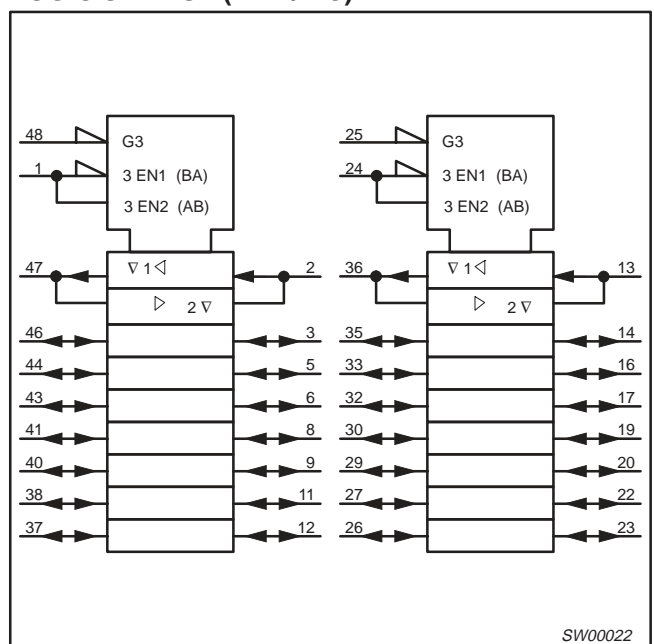 48 G3 25 G3
1 3 EN1 (BA) 24 3 EN1 (BA)
3 EN2 (AB) 3 EN2 (AB)
47 ∇ 1 ◁ 2 36 ∇ 1 ◁ 13
▷ 2 ∇ ▷ 2 ∇
46 3 35 14
44 5 33 16
43 6 32 17
41 8 30 19
40 9 29 20
38 11 27 22
37 12 26 23
SW00022